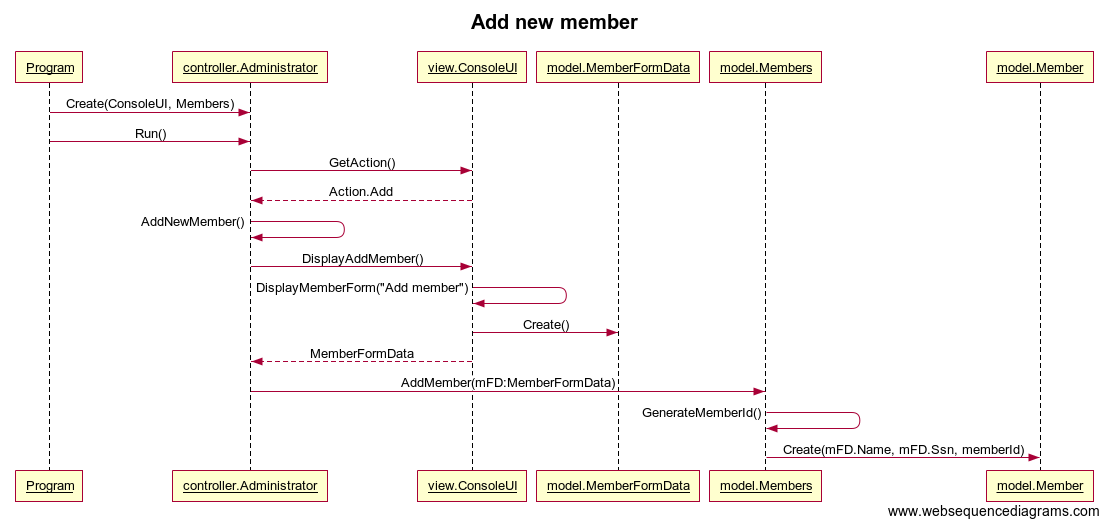 Add new member
Program
controller.Administrator
view.ConsoleUI
model.MemberFormData
model.Members
model.Member
Create(ConsoleUI, Members)
Run()
GetAction()
Action.Add
AddNewMember()
DisplayAddMember()
DisplayMemberForm("Add member")
Create()
MemberFormData
AddMember(mFD:MemberFormData)
GenerateMemberId()
Create(mFD.Name, mFD.Ssn, memberId)
Program
controller.Administrator
view.ConsoleUI
model.MemberFormData
model.Members
model.Member
www.websequencediagrams.com